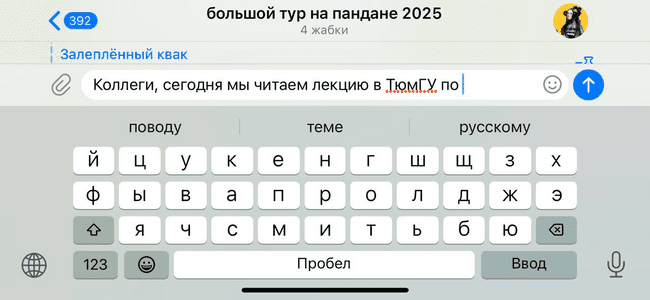 392
большой тур на пандане 2025
4 жабки
Залеплённый квак
Коллеги, сегодня мы читаем лекцию в ТюмГУ по
поводу теме русскому
й ц у к е н г ш щ з х
ф ы в а п р о л д ж э
я ч с м и т ь б ю
123 Пробел Ввод